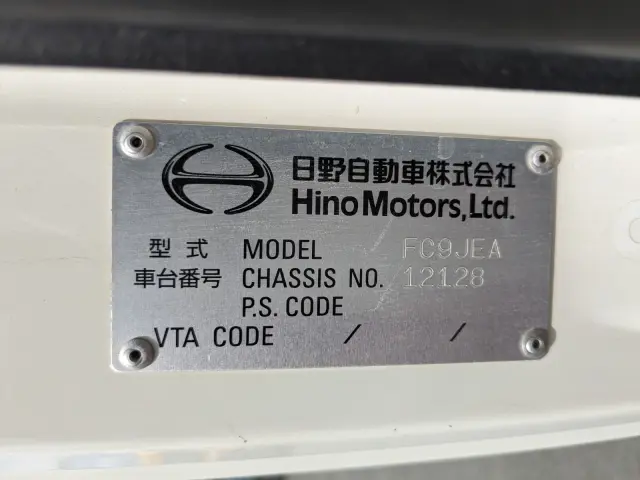 日野自動車株式会社
Hino Motors, Ltd.
型式 MODEL FC9JEA
車台番号 CHASSIS NO. 12128
P.S. CODE
VTA CODE / /